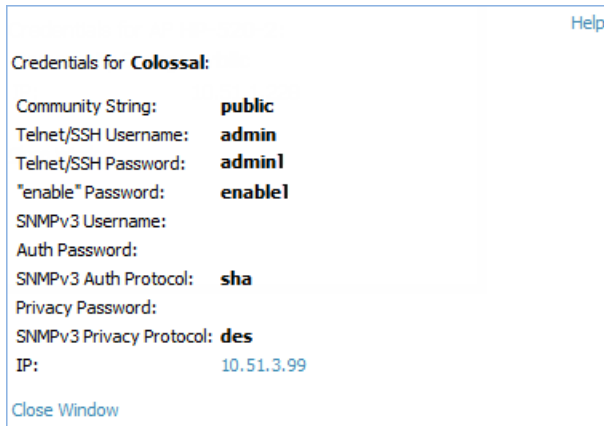 Help
Credentials for Colossal:
Community String: public
Telnet/SSH Username: admin
Telnet/SSH Password: admin1
"enable" Password: enable1
SNMPv3 Username:
Auth Password:
SNMPv3 Auth Protocol: sha
Privacy Password:
SNMPv3 Privacy Protocol: des
IP: 10.51.3.99
Close Window